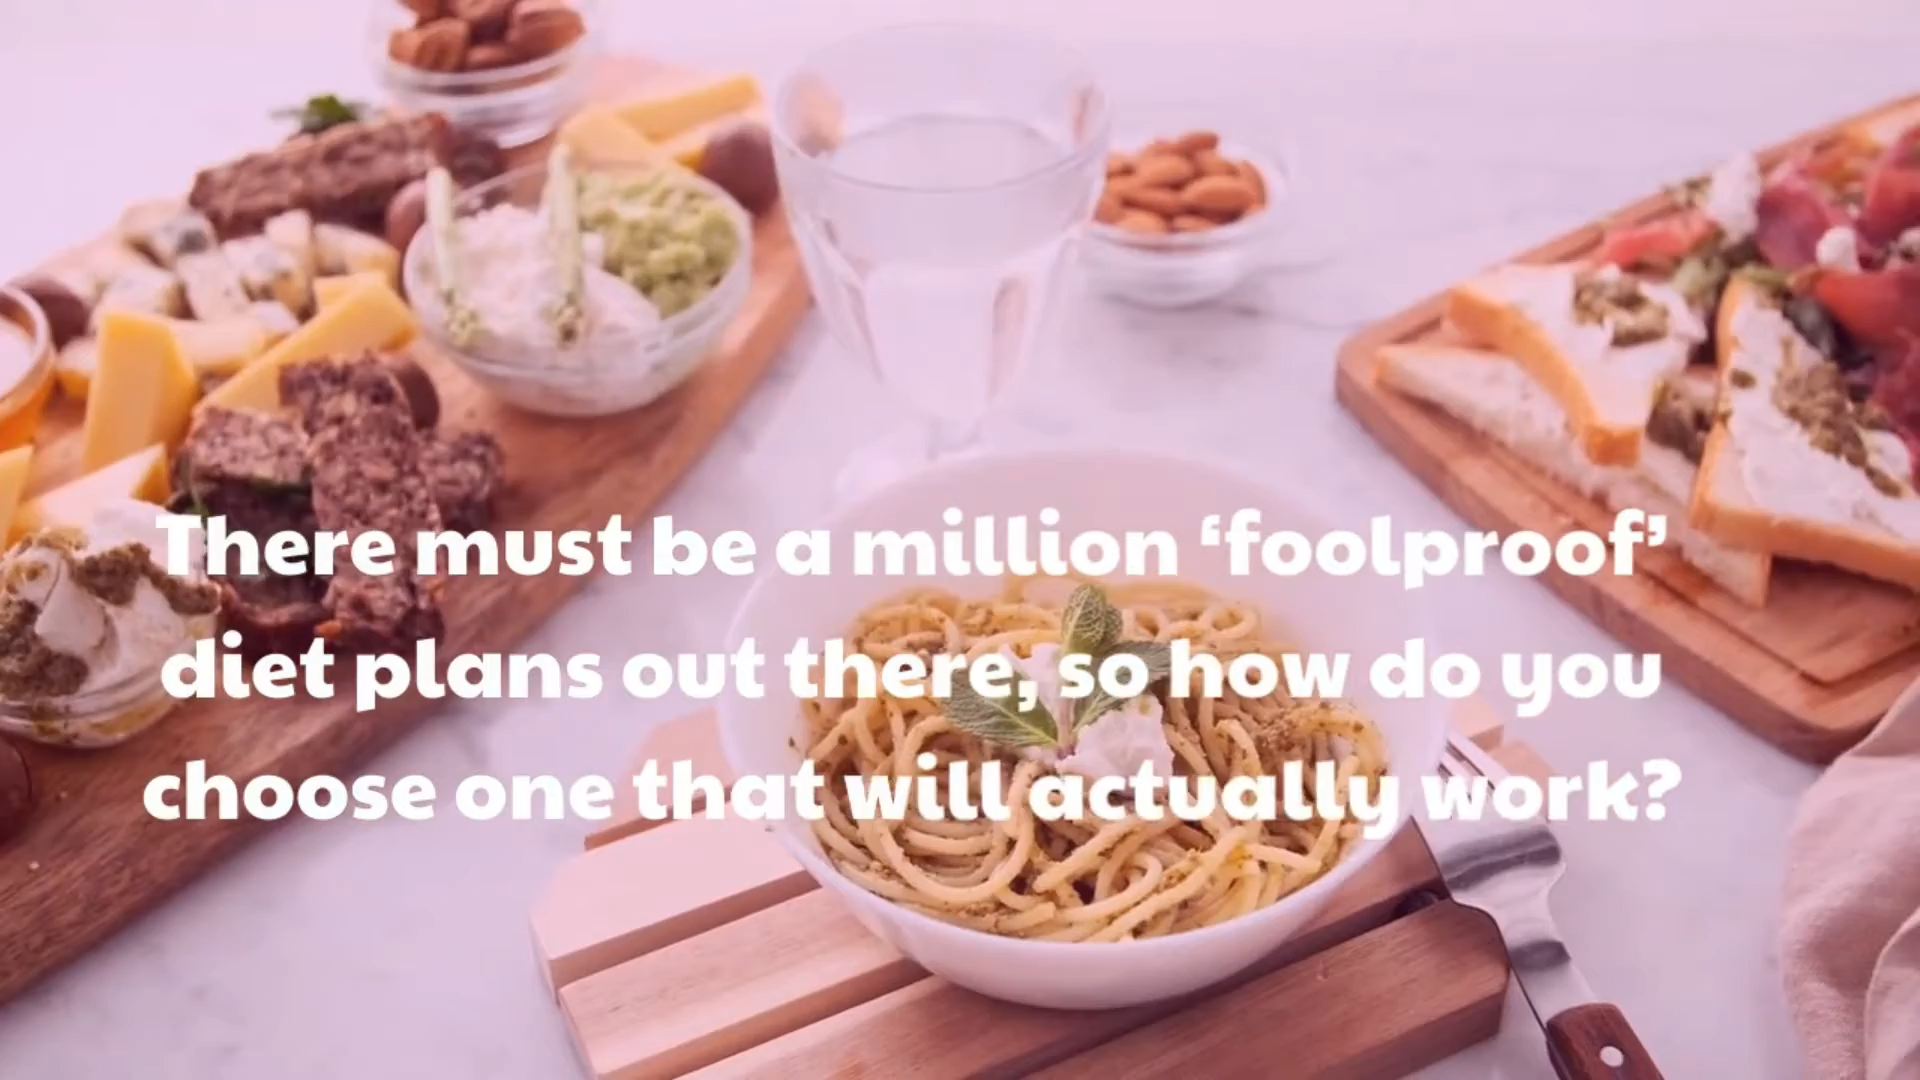 There must be a million ‘foolproof’
diet plans out there, so how do you
choose one that will actually work?